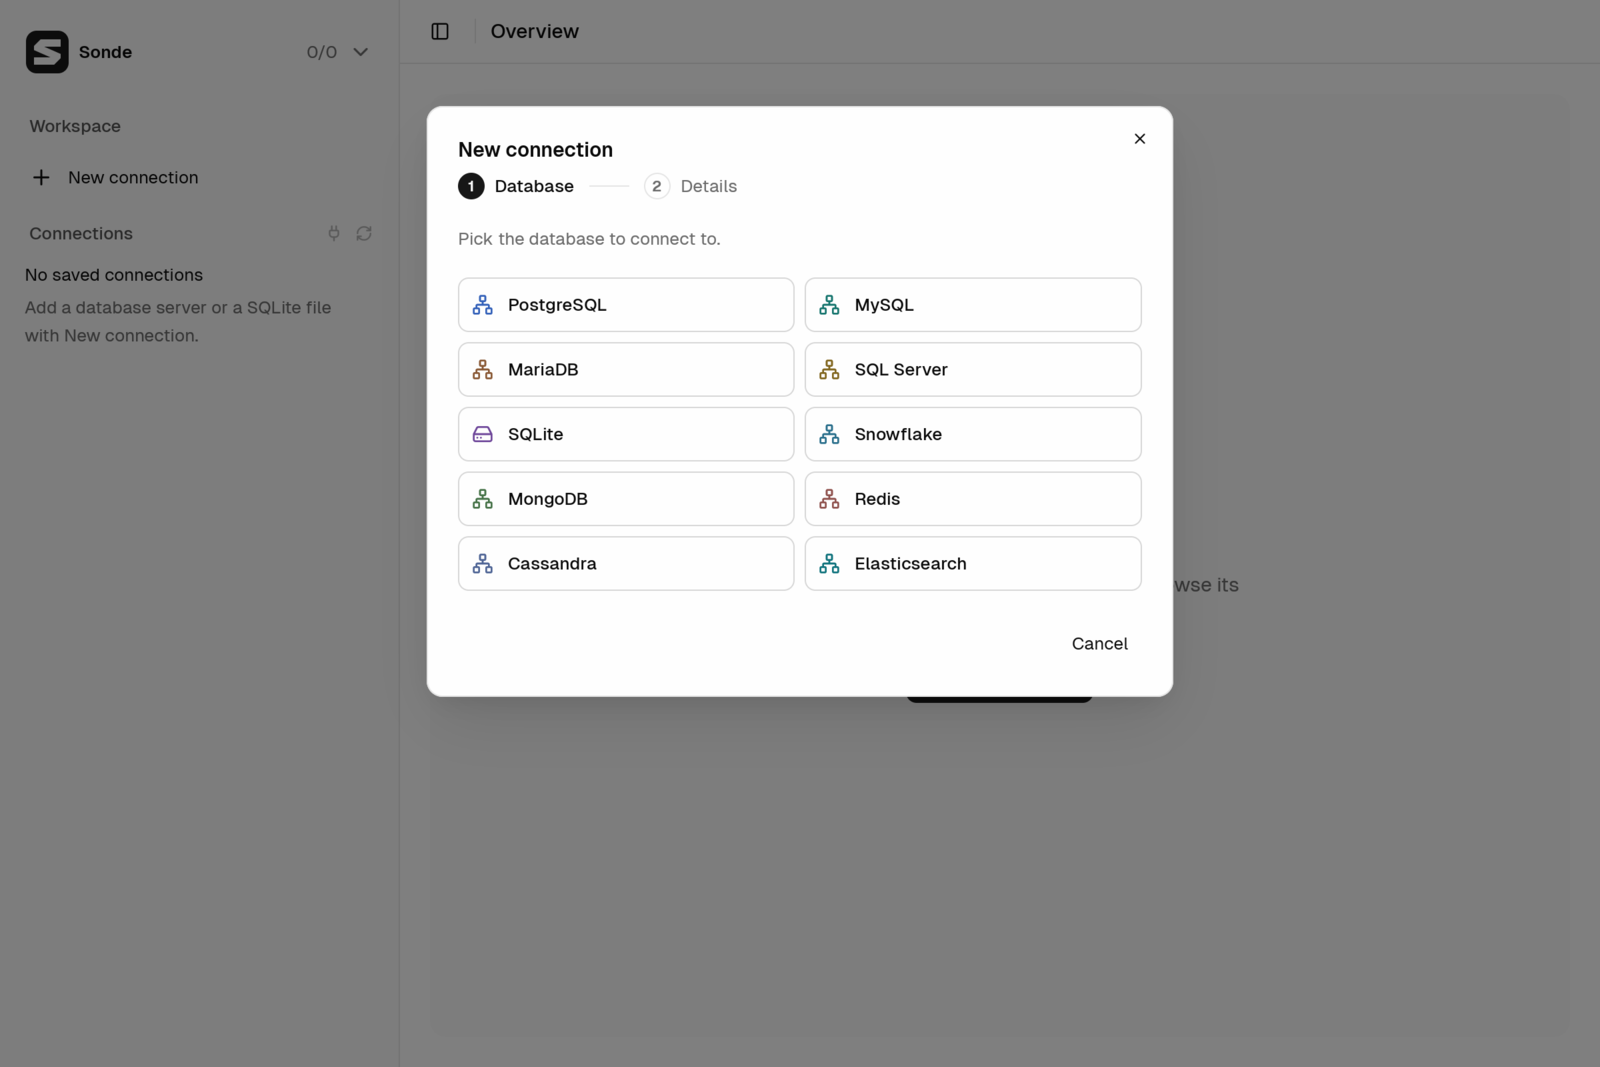 Sonde
0/0
Overview
Workspace
New connection
Connections
No saved connections
Add a database server or a SQLite file
with New connection.
New connection
1 Database
2 Details
Pick the database to connect to.
PostgreSQL
MySQL
MariaDB
SQL Server
SQLite
Snowflake
MongoDB
Redis
Cassandra
Elasticsearch
its
Cancel